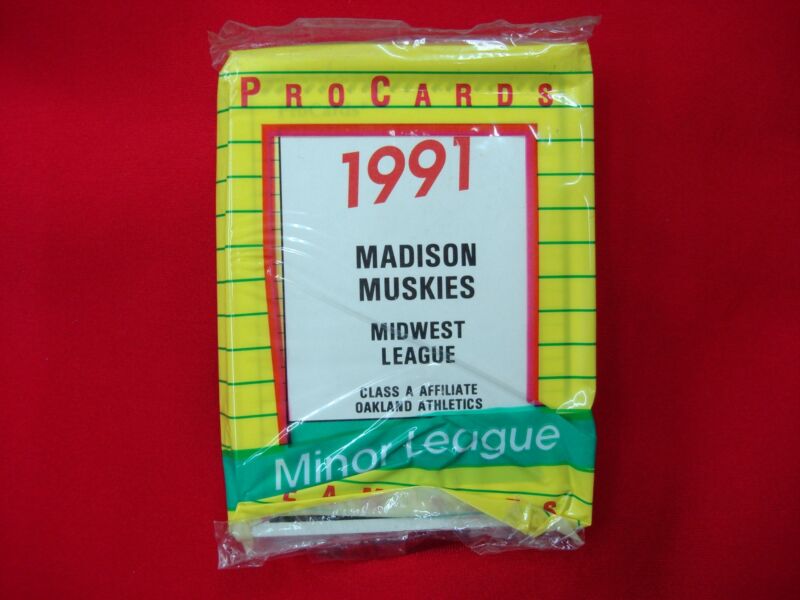 PROCARDS
1991
MADISON
MUSKIES
MIDWEST
LEAGUE
CLASS A AFFILIATE
OAKLAND ATHLETICS
Minor League